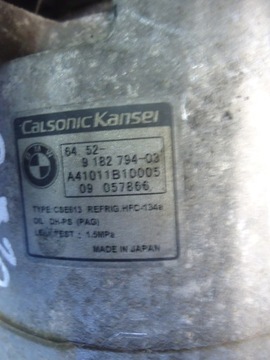 Calsonic Kansei
BMW
64 52-
9 182 794-03
A41011B10005
09 057866
TYPE: CSE613 REFRIG. HFC-134a
OIL DH-PS (PAG)
LEAK TEST : 1.5MPa
MADE IN JAPAN